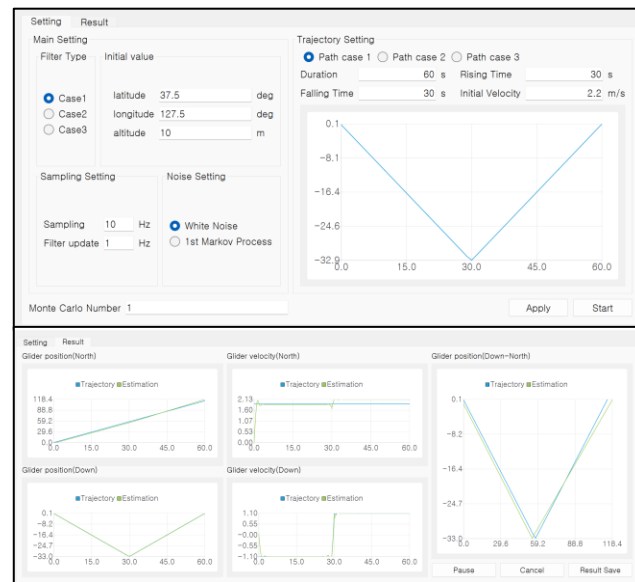 Setting Result
Main Setting
Filter Type
Case1
Case2
Case3
Initial value
latitude 37.5 deg
longitude 127.5 deg
altitude 10 m
Sampling Setting
Sampling 10 Hz
Filter update 1 Hz
Noise Setting
White Noise
1st Markov Process
Trajectory Setting
Path case 1 Path case 2 Path case 3
Duration 60 s Rising Time 30 s
Falling Time 30 s Initial Velocity 2.2 m/s
0.1
-8.1
-16.4
-24.6
-32.9
0.0 15.0 30.0 45.0 60.0
Monte Carlo Number 1
Apply Start
Setting Result
Glider position(North)
Trajectory Estimation
118.4
88.8
59.2
29.6
0.0
0.0 15.0 30.0 45.0 60.0
Glider velocity(North)
Trajectory Estimation
2.13
1.60
1.07
0.53
0.00
0.0 15.0 30.0 45.0 60.0
Glider position(Down-North)
Trajectory Estimation
0.1
-8.2
-16.4
-24.7
-33.0
0.0 29.6 59.2 88.8 118.4
Glider position(Down)
Trajectory Estimation
0.1
-8.2
-16.4
-24.7
-33.0
0.0 15.0 30.0 45.0 60.0
Glider velocity(Down)
Trajectory Estimation
1.10
0.55
-0.00
-0.55
-1.10
0.0 15.0 30.0 45.0 60.0
Pause Cancel Result Save